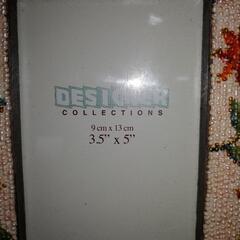 DESIGNER
COLLECTIONS
9 cm x 13 cm
3.5" x 5"